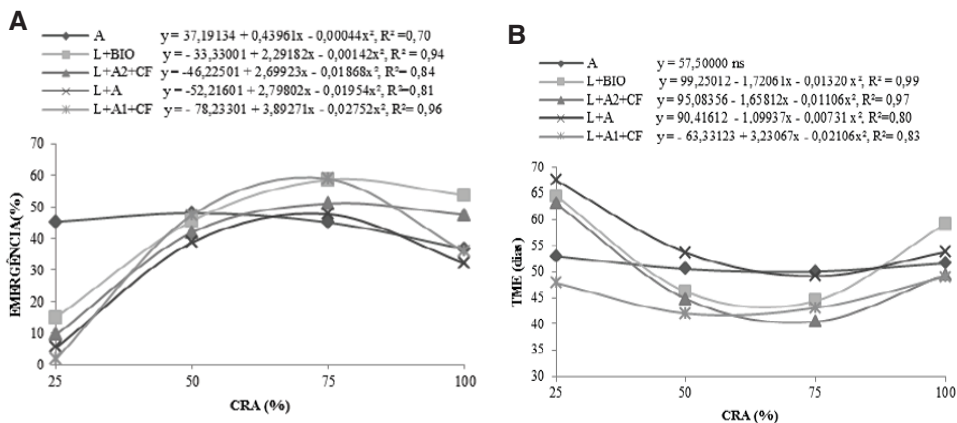 A
A y = 37,19134 + 0,43961x - 0,00044x², R² = 0,70
L+BIO y = - 33,33001 + 2,29182x - 0,00142x², R² = 0,94
L+A2+CF y = -46,22501 + 2,69923x - 0,01868x², R²= 0,84
L+A y = -52,21601 + 2,79802x - 0,01954x², R²=0,81
L+A1+CF y = - 78,23301 + 3,89271x - 0,02752x², R²= 0,96
EMERGÊNCIA(%)
70
60
50
40
30
20
10
0
25 50 75 100
CRA (%)
B
A y = 57,50000 ns
L+BIO y = 99,25012 - 1,72061x - 0,01320 x², R² = 0,99
L+A2+CF y = 95,08356 - 1,65812x - 0,01106x², R² =0,97
L+A y = 90,41612 - 1,09937x - 0,00731 x², R²=0,80
L+A1+CF y = - 63,33123 + 3,23067x - 0,02106x², R²= 0,83
TME (dias)
70
65
60
55
50
45
40
35
30
25 50 75 100
CRA (%)